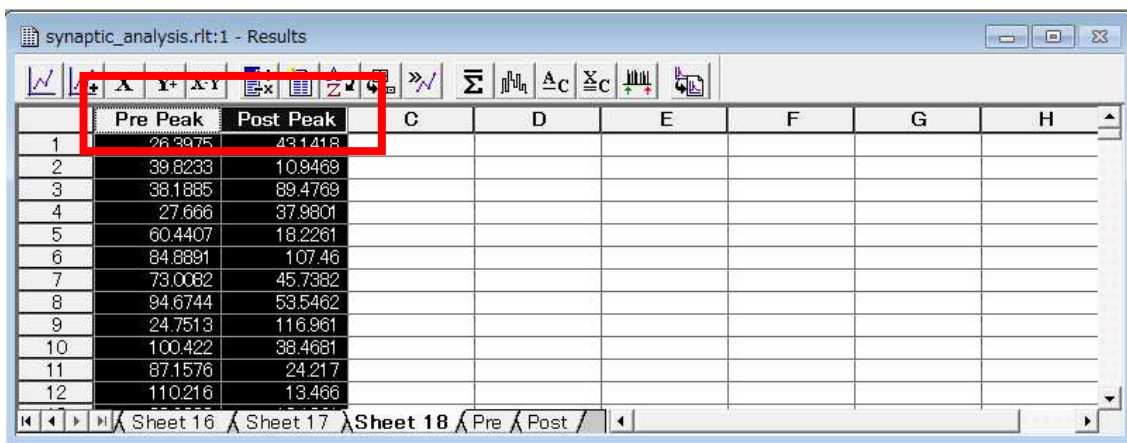 synaptic_analysis.rlt:1 - Results
X Y+ X-Y Σ A̲C X̲C
Pre Peak Post Peak C D E F G H
1 26.3975 43.1418
2 39.8233 10.9469
3 38.1885 89.4769
4 27.666 37.9801
5 60.4407 18.2261
6 84.8891 107.46
7 73.0082 45.7382
8 94.6744 53.5462
9 24.7513 116.961
10 100.422 38.4681
11 87.1576 24.217
12 110.216 13.466
Sheet 16 Sheet 17 Sheet 18 Pre Post